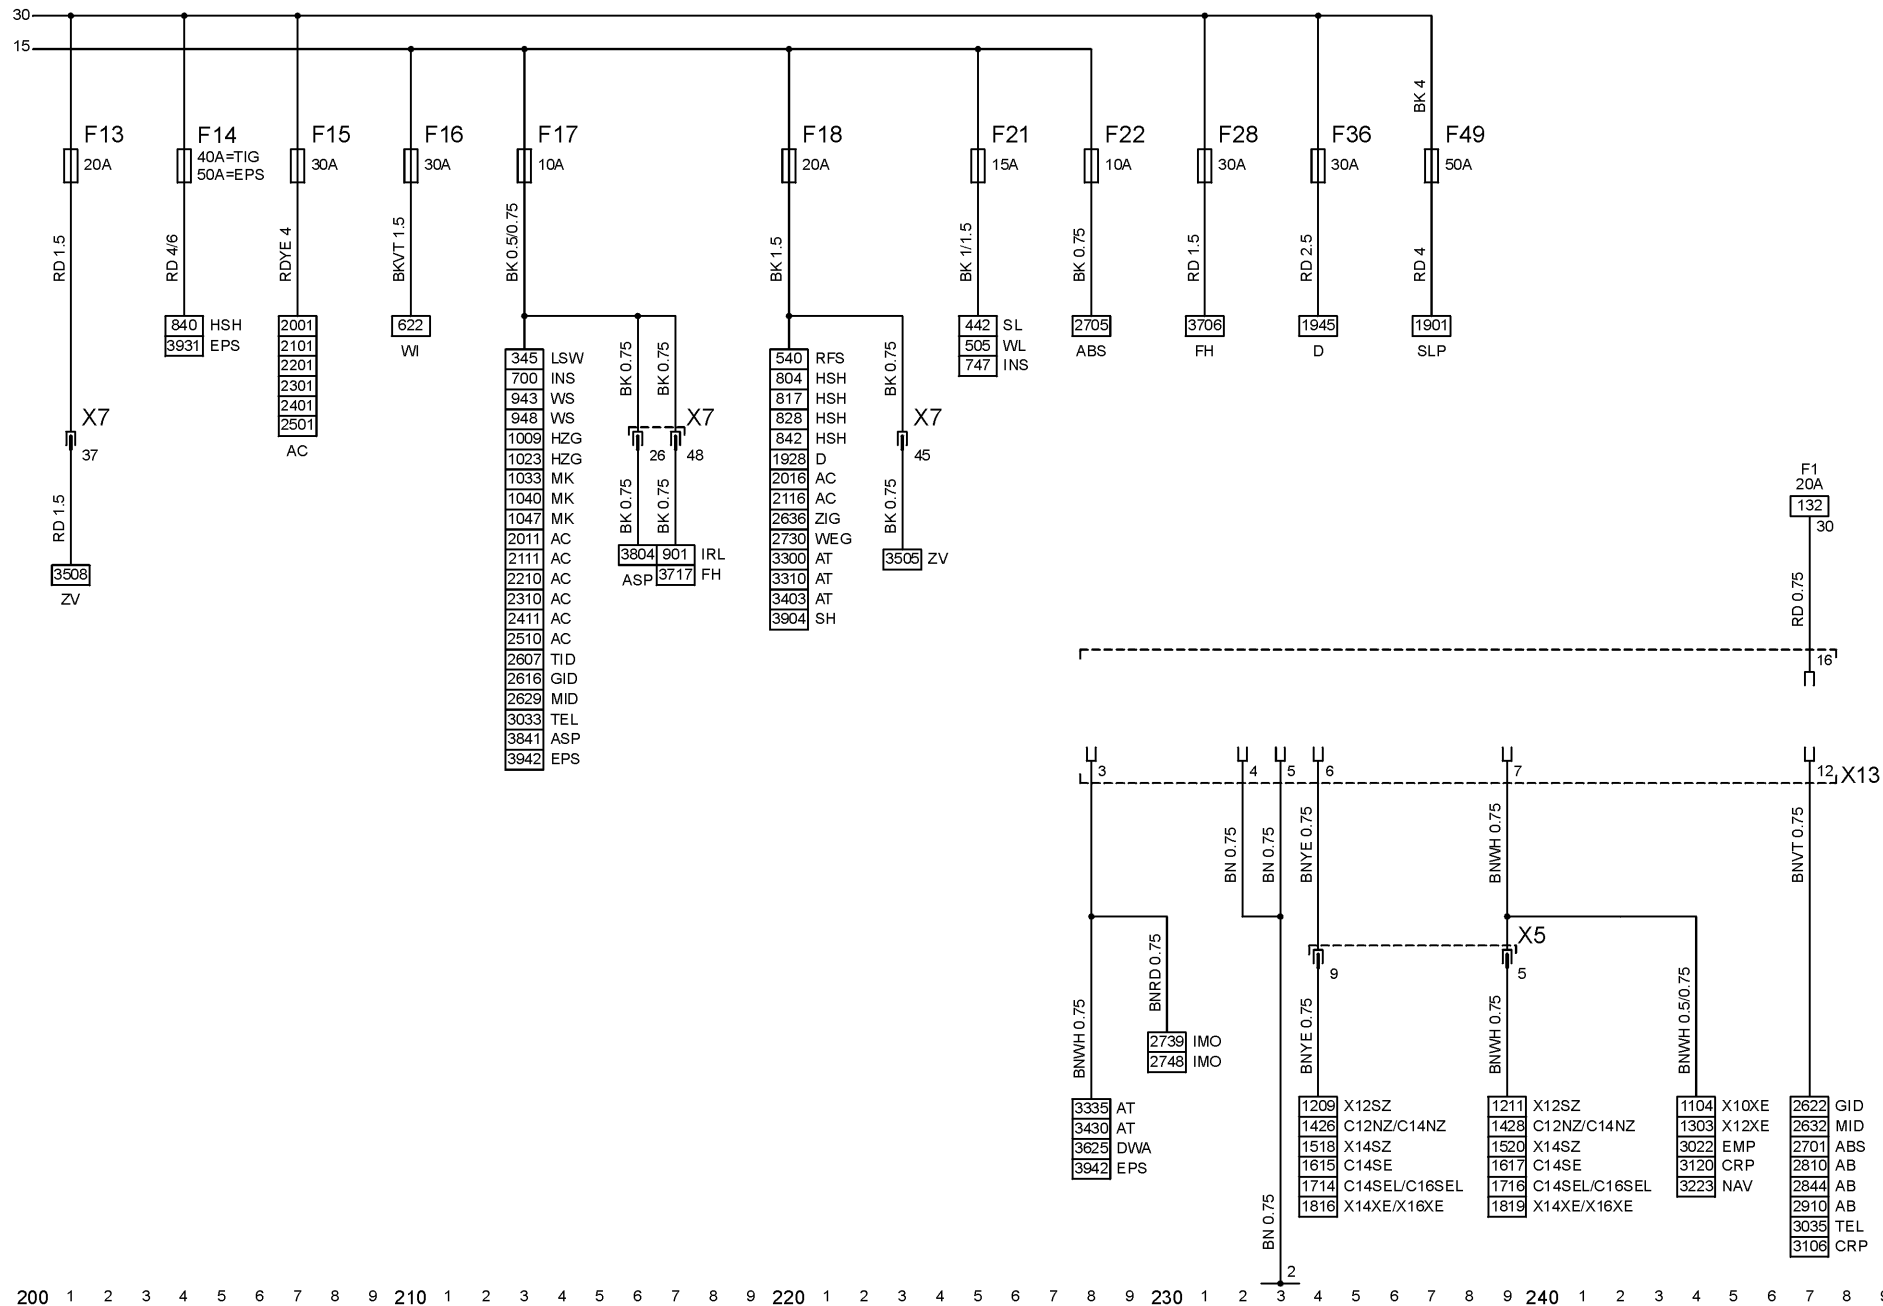 30
15
BK 4
F13
20A
F14
40A=TIG
50A=EPS
F15
30A
F16
30A
F17
10A
F18
20A
F21
15A
F22
10A
F28
30A
F36
30A
F49
50A
RD 1.5
RD 4/6
RDYE 4
BKVT 1.5
BK 0.5/0.75
BK 1.5
BK 1/1.5
BK 0.75
RD 1.5
RD 2.5
RD 4
840 HSH
3931 EPS
2001
2101
2201
2301
2401
2501
AC
622
WI
442 SL
505 WL
747 INS
2705
ABS
3706
FH
1945
D
1901
SLP
X7
37
RD 1.5
3508
ZV
345 LSW
700 INS
943 WS
948 WS
1009 HZG
1023 HZG
1033 MK
1040 MK
1047 MK
2011 AC
2111 AC
2210 AC
2310 AC
2411 AC
2510 AC
2607 TID
2616 GID
2629 MID
3033 TEL
3841 ASP
3942 EPS
BK 0.75
BK 0.75
X7
26
48
BK 0.75
BK 0.75
3804 901 IRL
ASP 3717 FH
540 RFS
804 HSH
817 HSH
828 HSH
842 HSH
1928 D
2016 AC
2116 AC
2636 ZIG
2730 WEG
3300 AT
3310 AT
3403 AT
3904 SH
BK 0.75
X7
45
BK 0.75
3505 ZV
F1
20A
132
30
RD 0.75
16
3
4
5
6
7
12
X13
BN 0.75
BN 0.75
BNYE 0.75
BNWH 0.75
BNVT 0.75
X5
9
5
BNWH 0.75
BNRD 0.75
BNYE 0.75
BNWH 0.75
BNWH 0.5/0.75
2739 IMO
2748 IMO
3335 AT
3430 AT
3625 DWA
3942 EPS
BN 0.75
2
1209 X12SZ
1426 C12NZ/C14NZ
1518 X14SZ
1615 C14SE
1714 C14SEL/C16SEL
1816 X14XE/X16XE
1211 X12SZ
1428 C12NZ/C14NZ
1520 X14SZ
1617 C14SE
1716 C14SEL/C16SEL
1819 X14XE/X16XE
1104 X10XE
1303 X12XE
3022 EMP
3120 CRP
3223 NAV
2622 GID
2632 MID
2701 ABS
2810 AB
2844 AB
2910 AB
3035 TEL
3106 CRP
200 1 2 3 4 5 6 7 8 9 210 1 2 3 4 5 6 7 8 9 220 1 2 3 4 5 6 7 8 9 230 1 2 3 4 5 6 7 8 9 240 1 2 3 4 5 6 7 8 9